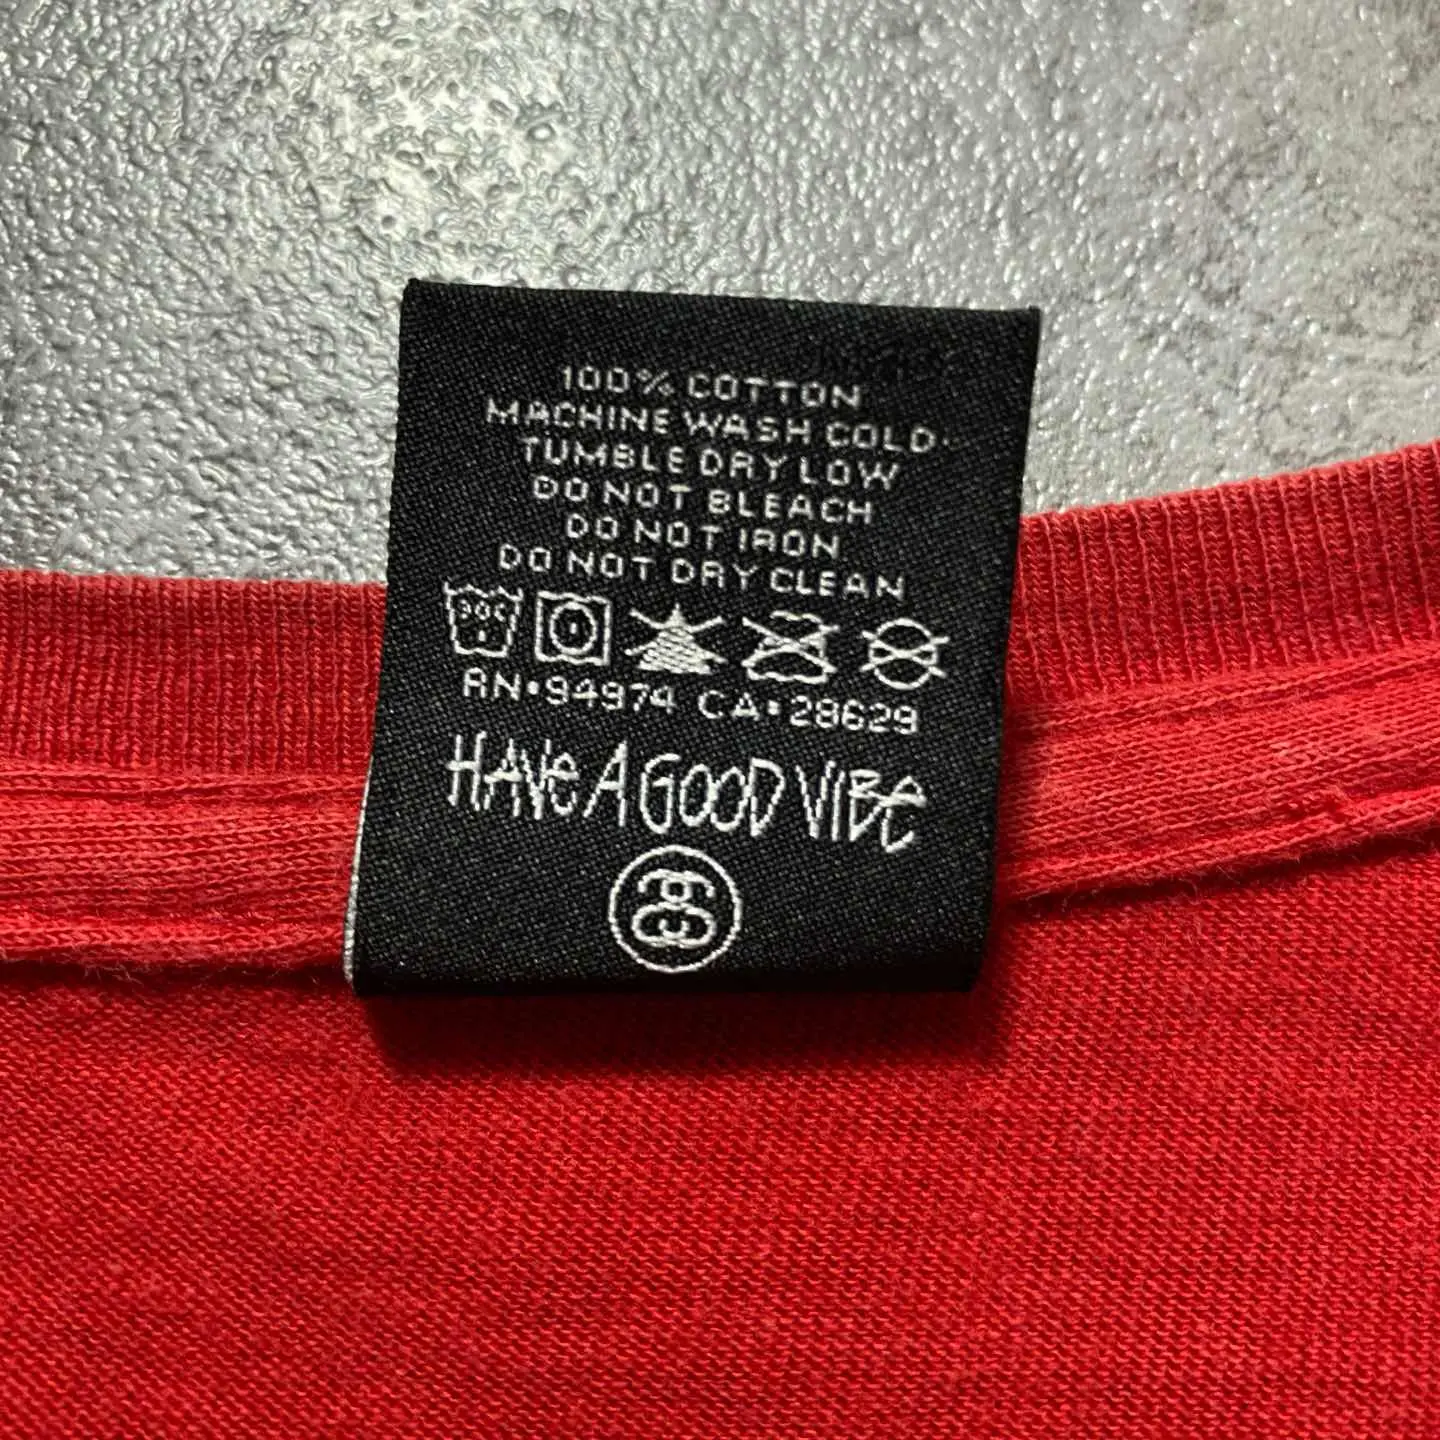 100% COTTON
MACHINE WASH COLD
TUMBLE DRY LOW
DO NOT BLEACH
DO NOT IRON
DO NOT DRY CLEAN
30C
RN•94974 CA•28629
HAVE A GOOD VIBE